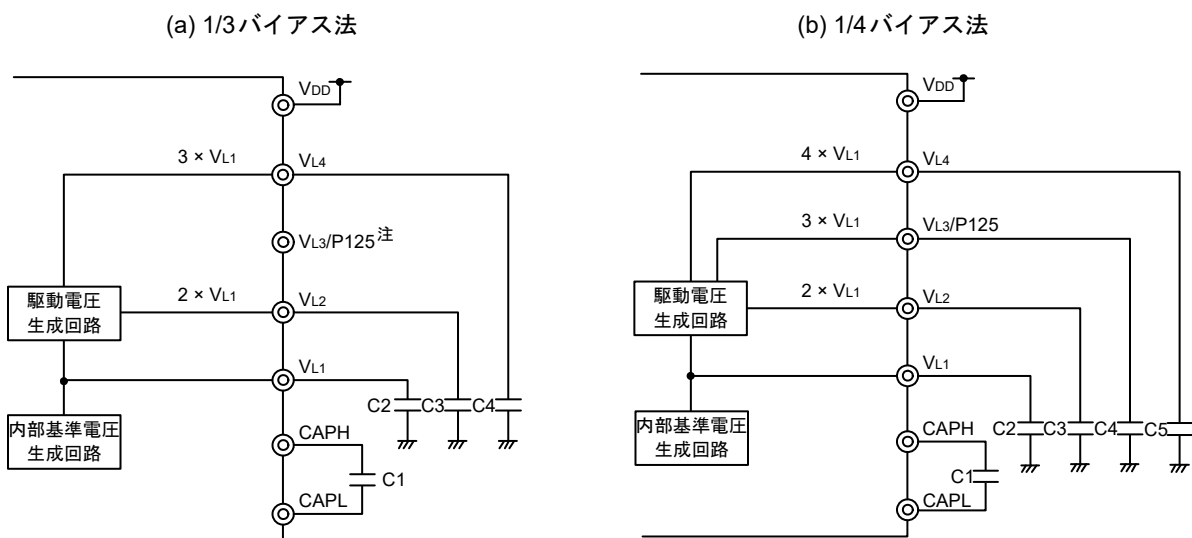 (a) 1/3バイアス法
VDD
3 × VL1
VL4
VL3/P125注
駆動電圧
生成回路
2 × VL1
VL2
VL1
C2
C3
C4
内部基準電圧
生成回路
CAPH
C1
CAPL
(b) 1/4バイアス法
VDD
4 × VL1
VL4
3 × VL1
VL3/P125
駆動電圧
生成回路
2 × VL1
VL2
VL1
内部基準電圧
生成回路
CAPH
C2
C3
C4
C5
C1
CAPL